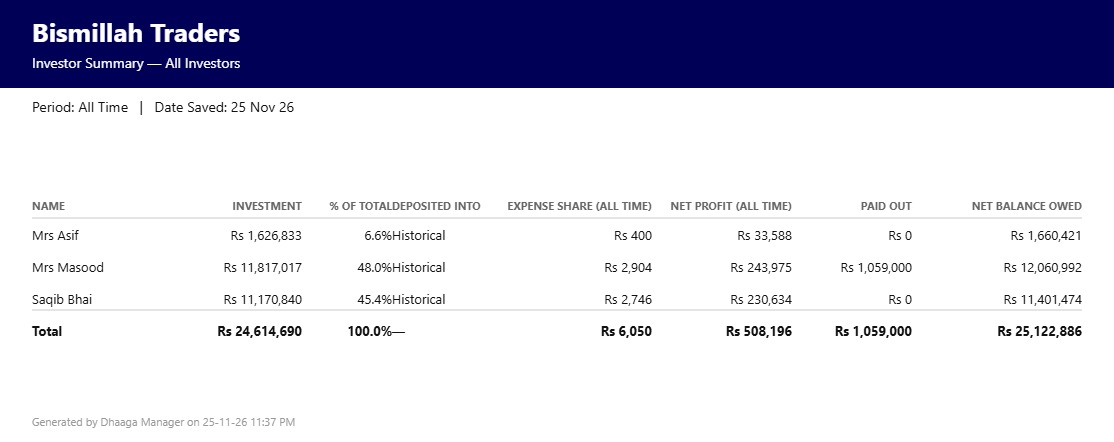 Bismillah Traders
Investor Summary — All Investors
Period: All Time | Date Saved: 25 Nov 26
NAME INVESTMENT % OF TOTAL DEPOSITED INTO EXPENSE SHARE (ALL TIME) NET PROFIT (ALL TIME) PAID OUT NET BALANCE OWED
Mrs Asif Rs 1,626,833 6.6% Historical Rs 400 Rs 33,588 Rs 0 Rs 1,660,421
Mrs Masood Rs 11,817,017 48.0% Historical Rs 2,904 Rs 243,975 Rs 1,059,000 Rs 12,060,992
Saqib Bhai Rs 11,170,840 45.4% Historical Rs 2,746 Rs 230,634 Rs 0 Rs 11,401,474
Total Rs 24,614,690 100.0% — Rs 6,050 Rs 508,196 Rs 1,059,000 Rs 25,122,886
Generated by Dhaaga Manager on 25-11-26 11:37 PM